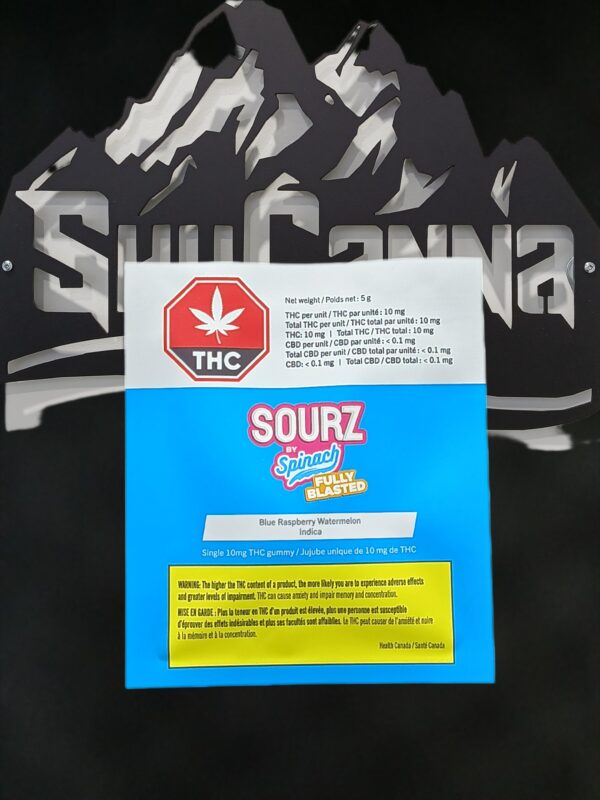 ShuCanna
Net weight / Poids net : 5 g
THC per unit / THC par unité : 10 mg
Total THC per unit / THC total par unité : 10 mg
THC: 10 mg | Total THC / THC total : 10 mg
CBD per unit / CBD par unité : < 0.1 mg
Total CBD per unit / CBD total par unité : < 0.1 mg
CBD: < 0.1 mg | Total CBD / CBD total : < 0.1 mg
THC
SOURZ
BY
Spinach
FULLY
BLASTED
Blue Raspberry Watermelon
Indica
Single 10mg THC gummy / Jujube unique de 10 mg de THC
WARNING: The higher the THC content of a product, the more likely you are to experience adverse effects
and greater levels of impairment. THC can cause anxiety and impair memory and concentration.
MISE EN GARDE : Plus la teneur en THC d'un produit est élevée, plus une personne est susceptible
d'éprouver des effets indésirables et plus ses facultés sont affaiblies. Le THC peut causer de l'anxiété et nuire
à la mémoire et à la concentration.
Health Canada / Santé Canada